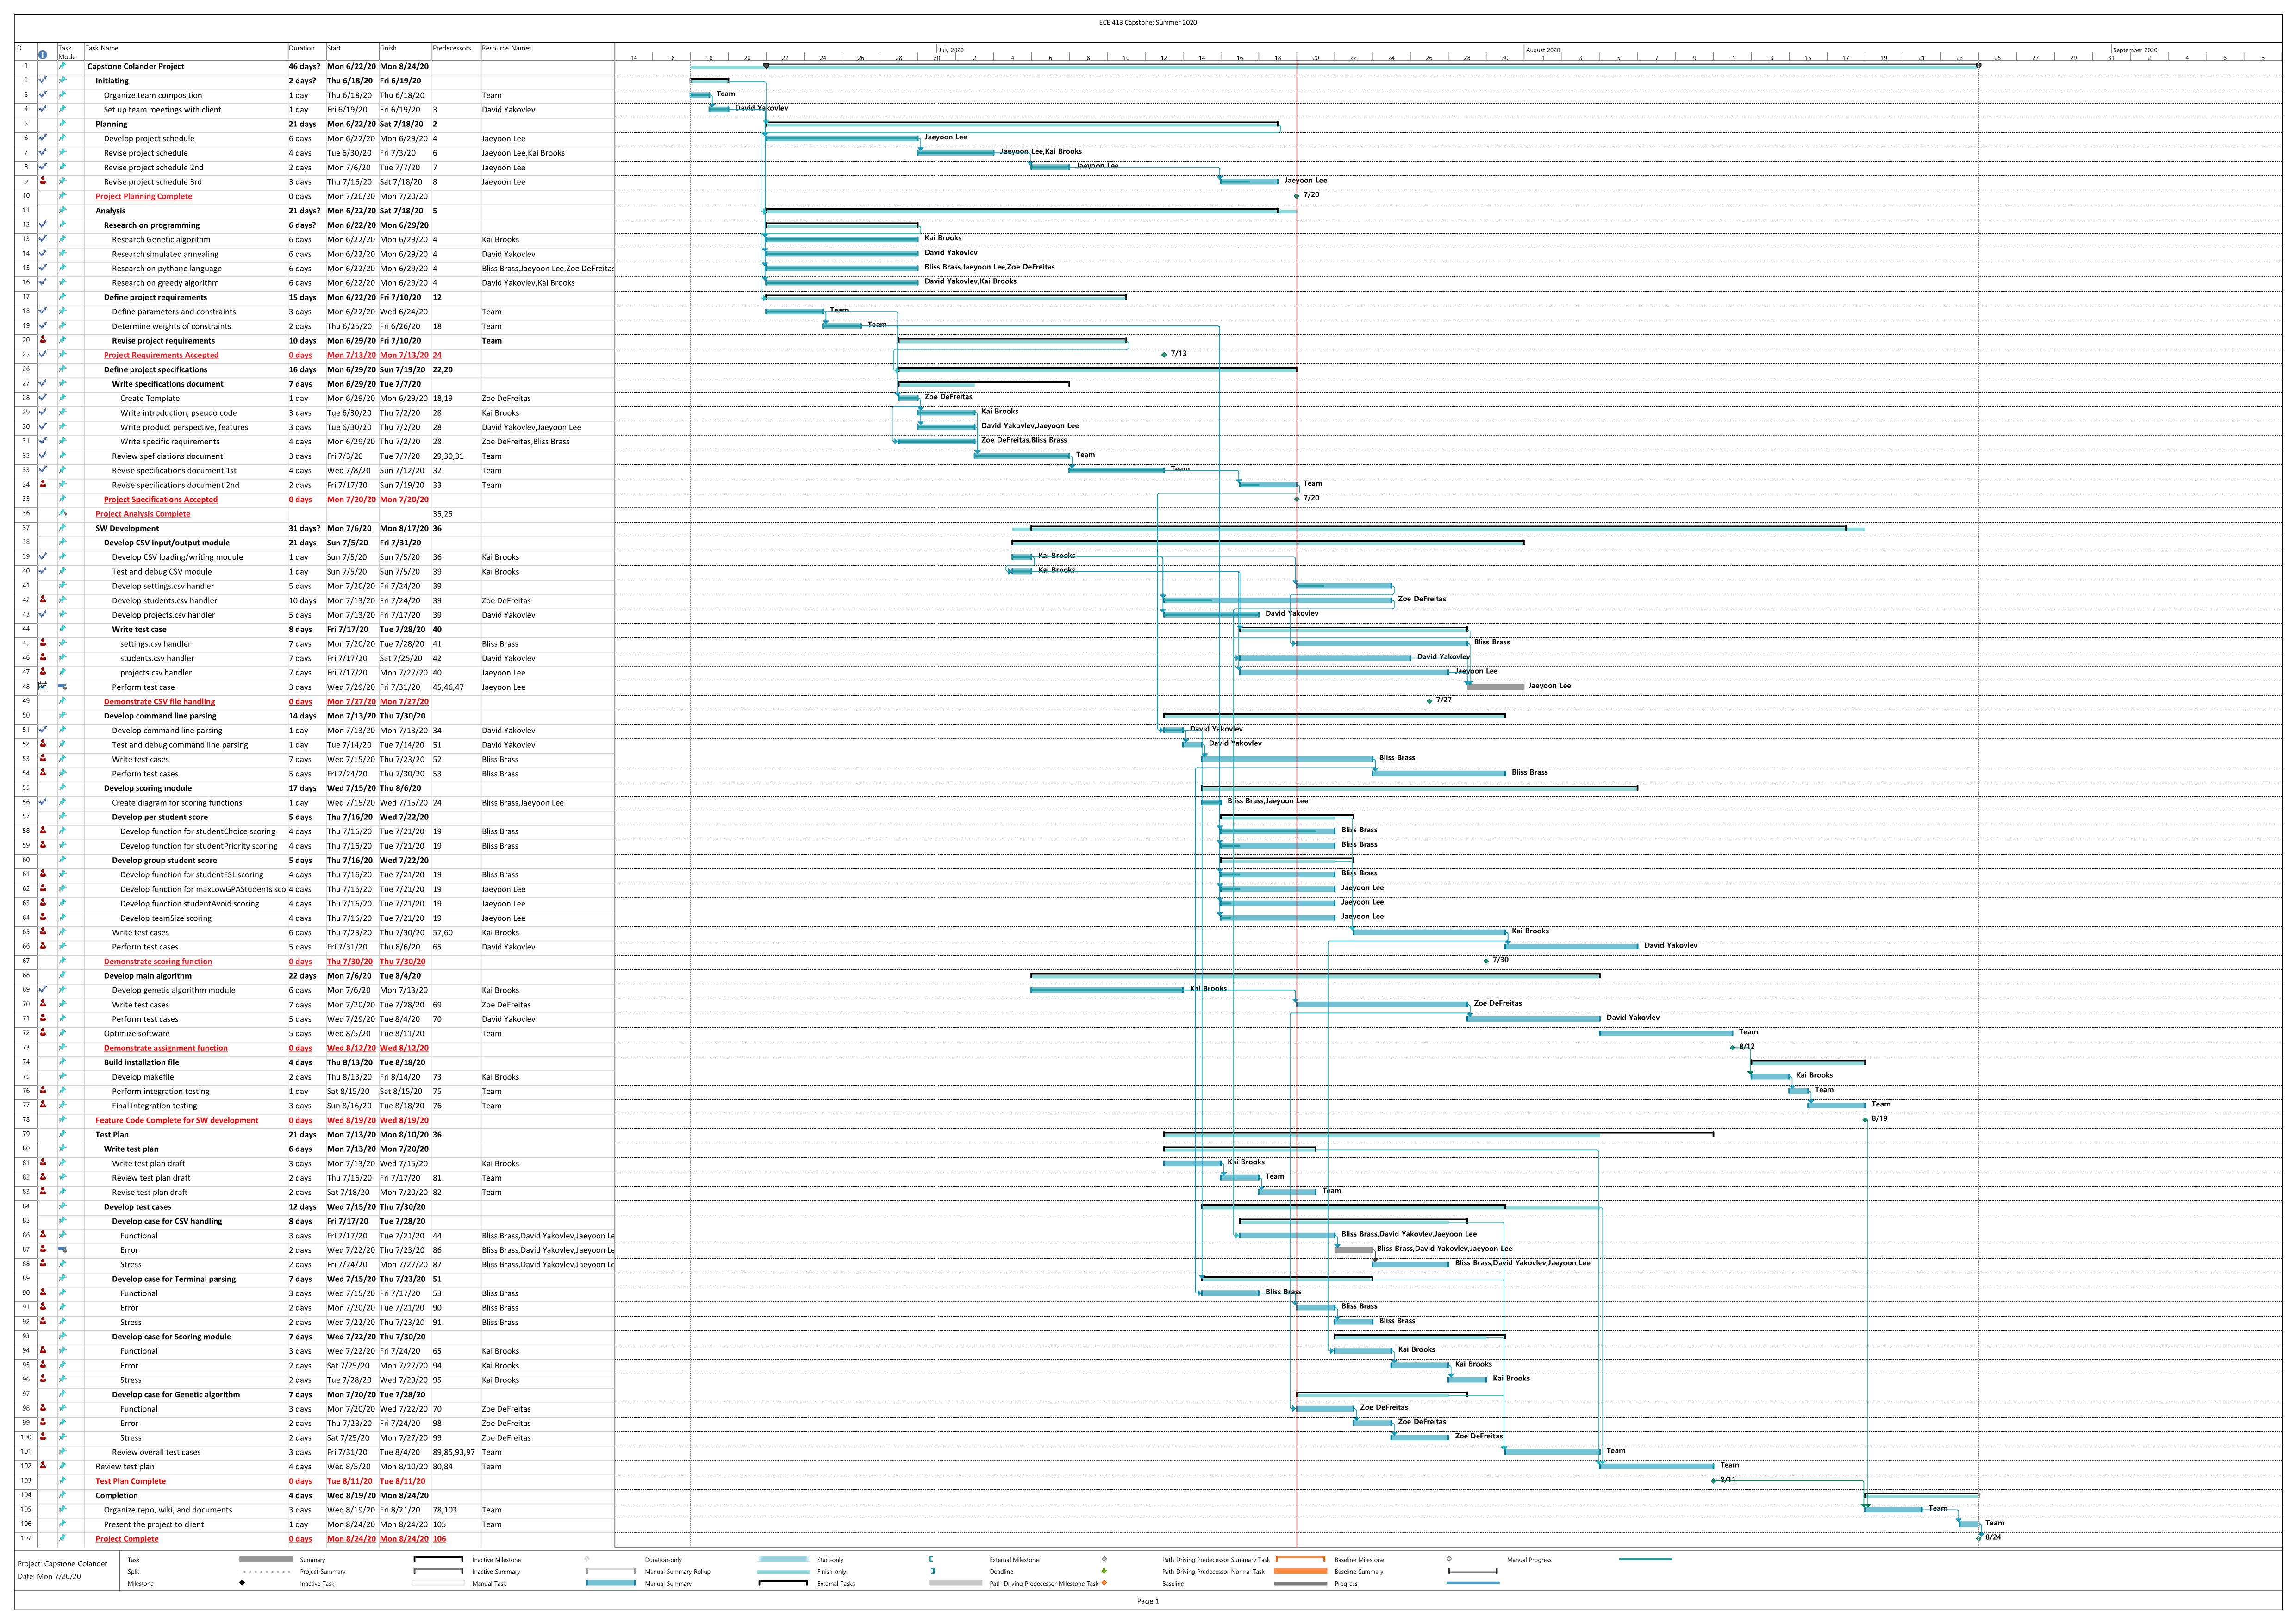 ECE 413 Capstone: Summer 2020
ID Task Mode Task Name Duration Start Finish Predecessors Resource Names
July 2020 August 2020 September 2020
14 16 18 20 22 24 26 28 30 2 4 6 8 10 12 14 16 18 20 22 24 26 28 30 1 3 5 7 9 11 13 15 17 19 21 23 25 27 29 31 2 4 6 8
1 Capstone Colander Project 46 days? Mon 6/22/20 Mon 8/24/20
2 Initiating 2 days? Thu 6/18/20 Fri 6/19/20
3 Organize team composition 1 day Thu 6/18/20 Thu 6/18/20 Team Team
4 Set up team meetings with client 1 day Fri 6/19/20 Fri 6/19/20 3 David Yakovlev David Yakovlev
5 Planning 21 days Mon 6/22/20 Sat 7/18/20 2
6 Develop project schedule 6 days Mon 6/22/20 Mon 6/29/20 4 Jaeyoon Lee Jaeyoon Lee
7 Revise project schedule 4 days Tue 6/30/20 Fri 7/3/20 6 Jaeyoon Lee,Kai Brooks Jaeyoon Lee,Kai Brooks
8 Revise project schedule 2nd 2 days Mon 7/6/20 Tue 7/7/20 7 Jaeyoon Lee Jaeyoon Lee
9 Revise project schedule 3rd 3 days Thu 7/16/20 Sat 7/18/20 8 Jaeyoon Lee Jaeyoon Lee
10 Project Planning Complete 0 days Mon 7/20/20 Mon 7/20/20 7/20
11 Analysis 21 days? Mon 6/22/20 Sat 7/18/20 5
12 Research on programming 6 days? Mon 6/22/20 Mon 6/29/20
13 Research Genetic algorithm 6 days Mon 6/22/20 Mon 6/29/20 4 Kai Brooks Kai Brooks
14 Research simulated annealing 6 days Mon 6/22/20 Mon 6/29/20 4 David Yakovlev David Yakovlev
15 Research on pythone language 6 days Mon 6/22/20 Mon 6/29/20 4 Bliss Brass,Jaeyoon Lee,Zoe DeFreitas Bliss Brass,Jaeyoon Lee,Zoe DeFreitas
16 Research on greedy algorithm 6 days Mon 6/22/20 Mon 6/29/20 4 David Yakovlev,Kai Brooks David Yakovlev,Kai Brooks
17 Define project requirements 15 days Mon 6/22/20 Fri 7/10/20 12
18 Define parameters and constraints 3 days Mon 6/22/20 Wed 6/24/20 Team Team
19 Determine weights of constraints 2 days Thu 6/25/20 Fri 6/26/20 18 Team Team
20 Revise project requirements 10 days Mon 6/29/20 Fri 7/10/20 Team
25 Project Requirements Accepted 0 days Mon 7/13/20 Mon 7/13/20 24 7/13
26 Define project specifications 16 days Mon 6/29/20 Sun 7/19/20 22,20
27 Write specifications document 7 days Mon 6/29/20 Tue 7/7/20
28 Create Template 1 day Mon 6/29/20 Mon 6/29/20 18,19 Zoe DeFreitas Zoe DeFreitas
29 Write introduction, pseudo code 3 days Tue 6/30/20 Thu 7/2/20 28 Kai Brooks Kai Brooks
30 Write product perspective, features 3 days Tue 6/30/20 Thu 7/2/20 28 David Yakovlev,Jaeyoon Lee David Yakovlev,Jaeyoon Lee
31 Write specific requirements 4 days Mon 6/29/20 Thu 7/2/20 28 Zoe DeFreitas,Bliss Brass Zoe DeFreitas,Bliss Brass
32 Review speficiations document 3 days Fri 7/3/20 Tue 7/7/20 29,30,31 Team Team
33 Revise specifications document 1st 4 days Wed 7/8/20 Sun 7/12/20 32 Team Team
34 Revise specifications document 2nd 2 days Fri 7/17/20 Sun 7/19/20 33 Team Team
35 Project Specifications Accepted 0 days Mon 7/20/20 Mon 7/20/20 7/20
36 Project Analysis Complete 35,25
37 SW Development 31 days? Mon 7/6/20 Mon 8/17/20 36
38 Develop CSV input/output module 21 days Sun 7/5/20 Fri 7/31/20
39 Develop CSV loading/writing module 1 day Sun 7/5/20 Sun 7/5/20 36 Kai Brooks Kai Brooks
40 Test and debug CSV module 1 day Sun 7/5/20 Sun 7/5/20 39 Kai Brooks Kai Brooks
41 Develop settings.csv handler 5 days Mon 7/20/20 Fri 7/24/20 39
42 Develop students.csv handler 10 days Mon 7/13/20 Fri 7/24/20 39 Zoe DeFreitas Zoe DeFreitas
43 Develop projects.csv handler 5 days Mon 7/13/20 Fri 7/17/20 39 David Yakovlev David Yakovlev
44 Write test case 8 days Fri 7/17/20 Tue 7/28/20 40
45 settings.csv handler 7 days Mon 7/20/20 Tue 7/28/20 41 Bliss Brass Bliss Brass
46 students.csv handler 7 days Fri 7/17/20 Sat 7/25/20 42 David Yakovlev David Yakovlev
47 projects.csv handler 7 days Fri 7/17/20 Mon 7/27/20 40 Jaeyoon Lee Jaeyoon Lee
48 Perform test case 3 days Wed 7/29/20 Fri 7/31/20 45,46,47 Jaeyoon Lee Jaeyoon Lee
49 Demonstrate CSV file handling 0 days Mon 7/27/20 Mon 7/27/20 7/27
50 Develop command line parsing 14 days Mon 7/13/20 Thu 7/30/20
51 Develop command line parsing 1 day Mon 7/13/20 Mon 7/13/20 34 David Yakovlev David Yakovlev
52 Test and debug command line parsing 1 day Tue 7/14/20 Tue 7/14/20 51 David Yakovlev David Yakovlev
53 Write test cases 7 days Wed 7/15/20 Thu 7/23/20 52 Bliss Brass Bliss Brass
54 Perform test cases 5 days Fri 7/24/20 Thu 7/30/20 53 Bliss Brass Bliss Brass
55 Develop scoring module 17 days Wed 7/15/20 Thu 8/6/20
56 Create diagram for scoring functions 1 day Wed 7/15/20 Wed 7/15/20 24 Bliss Brass,Jaeyoon Lee Bliss Brass,Jaeyoon Lee
57 Develop per student score 5 days Thu 7/16/20 Wed 7/22/20
58 Develop function for studentChoice scoring 4 days Thu 7/16/20 Tue 7/21/20 19 Bliss Brass Bliss Brass
59 Develop function for studentPriority scoring 4 days Thu 7/16/20 Tue 7/21/20 19 Bliss Brass Bliss Brass
60 Develop group student score 5 days Thu 7/16/20 Wed 7/22/20
61 Develop function for studentESL scoring 4 days Thu 7/16/20 Tue 7/21/20 19 Bliss Brass Bliss Brass
62 Develop function for maxLowGPAStudents scor 4 days Thu 7/16/20 Tue 7/21/20 19 Jaeyoon Lee Jaeyoon Lee
63 Develop function studentAvoid scoring 4 days Thu 7/16/20 Tue 7/21/20 19 Jaeyoon Lee Jaeyoon Lee
64 Develop teamSize scoring 4 days Thu 7/16/20 Tue 7/21/20 19 Jaeyoon Lee Jaeyoon Lee
65 Write test cases 6 days Thu 7/23/20 Thu 7/30/20 57,60 Kai Brooks Kai Brooks
66 Perform test cases 5 days Fri 7/31/20 Thu 8/6/20 65 David Yakovlev David Yakovlev
67 Demonstrate scoring function 0 days Thu 7/30/20 Thu 7/30/20 7/30
68 Develop main algorithm 22 days Mon 7/6/20 Tue 8/4/20
69 Develop genetic algorithm module 6 days Mon 7/6/20 Mon 7/13/20 Kai Brooks Kai Brooks
70 Write test cases 7 days Mon 7/20/20 Tue 7/28/20 69 Zoe DeFreitas Zoe DeFreitas
71 Perform test cases 5 days Wed 7/29/20 Tue 8/4/20 70 David Yakovlev David Yakovlev
72 Optimize software 5 days Wed 8/5/20 Tue 8/11/20 Team Team
73 Demonstrate assignment function 0 days Wed 8/12/20 Wed 8/12/20 8/12
74 Build installation file 4 days Thu 8/13/20 Tue 8/18/20
75 Develop makefile 2 days Thu 8/13/20 Fri 8/14/20 73 Kai Brooks Kai Brooks
76 Perform integration testing 1 day Sat 8/15/20 Sat 8/15/20 75 Team Team
77 Final integration testing 3 days Sun 8/16/20 Tue 8/18/20 76 Team Team
78 Feature Code Complete for SW development 0 days Wed 8/19/20 Wed 8/19/20 8/19
79 Test Plan 21 days Mon 7/13/20 Mon 8/10/20 36
80 Write test plan 6 days Mon 7/13/20 Mon 7/20/20
81 Write test plan draft 3 days Mon 7/13/20 Wed 7/15/20 Kai Brooks Kai Brooks
82 Review test plan draft 2 days Thu 7/16/20 Fri 7/17/20 81 Team Team
83 Revise test plan draft 2 days Sat 7/18/20 Mon 7/20/20 82 Team Team
84 Develop test cases 12 days Wed 7/15/20 Thu 7/30/20
85 Develop case for CSV handling 8 days Fri 7/17/20 Tue 7/28/20
86 Functional 3 days Fri 7/17/20 Tue 7/21/20 44 Bliss Brass,David Yakovlev,Jaeyoon Le Bliss Brass,David Yakovlev,Jaeyoon Lee
87 Error 2 days Wed 7/22/20 Thu 7/23/20 86 Bliss Brass,David Yakovlev,Jaeyoon Le Bliss Brass,David Yakovlev,Jaeyoon Lee
88 Stress 2 days Fri 7/24/20 Mon 7/27/20 87 Bliss Brass,David Yakovlev,Jaeyoon Le Bliss Brass,David Yakovlev,Jaeyoon Lee
89 Develop case for Terminal parsing 7 days Wed 7/15/20 Thu 7/23/20 51
90 Functional 3 days Wed 7/15/20 Fri 7/17/20 53 Bliss Brass Bliss Brass
91 Error 2 days Mon 7/20/20 Tue 7/21/20 90 Bliss Brass Bliss Brass
92 Stress 2 days Wed 7/22/20 Thu 7/23/20 91 Bliss Brass Bliss Brass
93 Develop case for Scoring module 7 days Wed 7/22/20 Thu 7/30/20
94 Functional 3 days Wed 7/22/20 Fri 7/24/20 65 Kai Brooks Kai Brooks
95 Error 2 days Sat 7/25/20 Mon 7/27/20 94 Kai Brooks Kai Brooks
96 Stress 2 days Tue 7/28/20 Wed 7/29/20 95 Kai Brooks Kai Brooks
97 Develop case for Genetic algorithm 7 days Mon 7/20/20 Tue 7/28/20
98 Functional 3 days Mon 7/20/20 Wed 7/22/20 70 Zoe DeFreitas Zoe DeFreitas
99 Error 2 days Thu 7/23/20 Fri 7/24/20 98 Zoe DeFreitas Zoe DeFreitas
100 Stress 2 days Sat 7/25/20 Mon 7/27/20 99 Zoe DeFreitas Zoe DeFreitas
101 Review overall test cases 3 days Fri 7/31/20 Tue 8/4/20 89,85,93,97 Team Team
102 Review test plan 4 days Wed 8/5/20 Mon 8/10/20 80,84 Team Team
103 Test Plan Complete 0 days Tue 8/11/20 Tue 8/11/20 8/11
104 Completion 4 days Wed 8/19/20 Mon 8/24/20
105 Organize repo, wiki, and documents 3 days Wed 8/19/20 Fri 8/21/20 78,103 Team Team
106 Present the project to client 1 day Mon 8/24/20 Mon 8/24/20 105 Team Team
107 Project Complete 0 days Mon 8/24/20 Mon 8/24/20 106 8/24
Project: Capstone Colander
Date: Mon 7/20/20
Task Summary Inactive Milestone Duration-only Start-only External Milestone Path Driving Predecessor Summary Task Baseline Milestone Manual Progress
Split Project Summary Inactive Summary Manual Summary Rollup Finish-only Deadline Path Driving Predecessor Normal Task Baseline Summary
Milestone Inactive Task Manual Task Manual Summary External Tasks Path Driving Predecessor Milestone Task Baseline Progress
Page 1